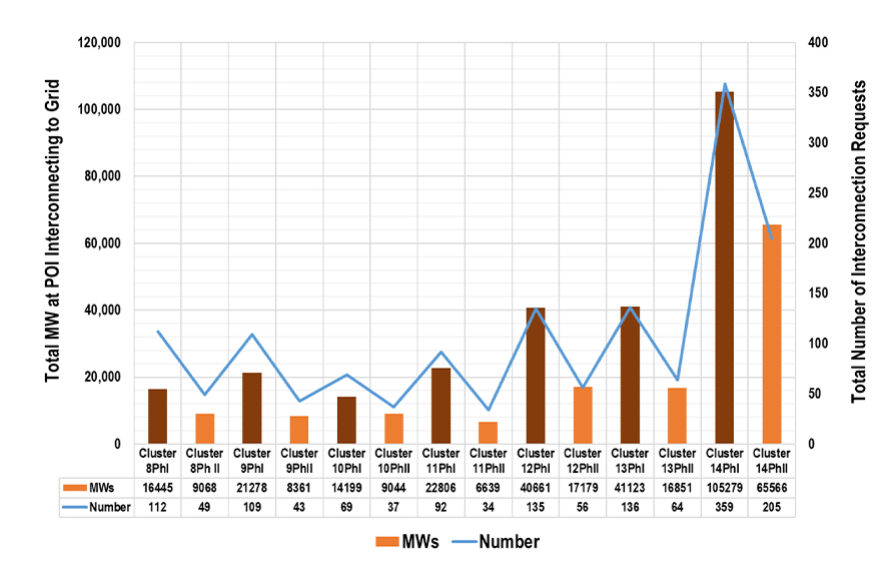 120,000
100,000
80,000
60,000
40,000
20,000
0
Total MW at POI Interconnecting to Grid
400
350
300
250
200
150
100
50
0
Total Number of Interconnection Requests
Cluster Cluster Cluster Cluster Cluster Cluster Cluster Cluster Cluster Cluster Cluster Cluster Cluster Cluster
8PhI 8Ph II 9PhI 9PhII 10PhI 10PhII 11PhI 11PhII 12PhI 12PhII 13PhI 13PhII 14PhI 14PhII
MWs 16445 9068 21278 8361 14199 9044 22806 6639 40661 17179 41123 16851 105279 65566
Number 112 49 109 43 69 37 92 34 135 56 136 64 359 205
MWs Number